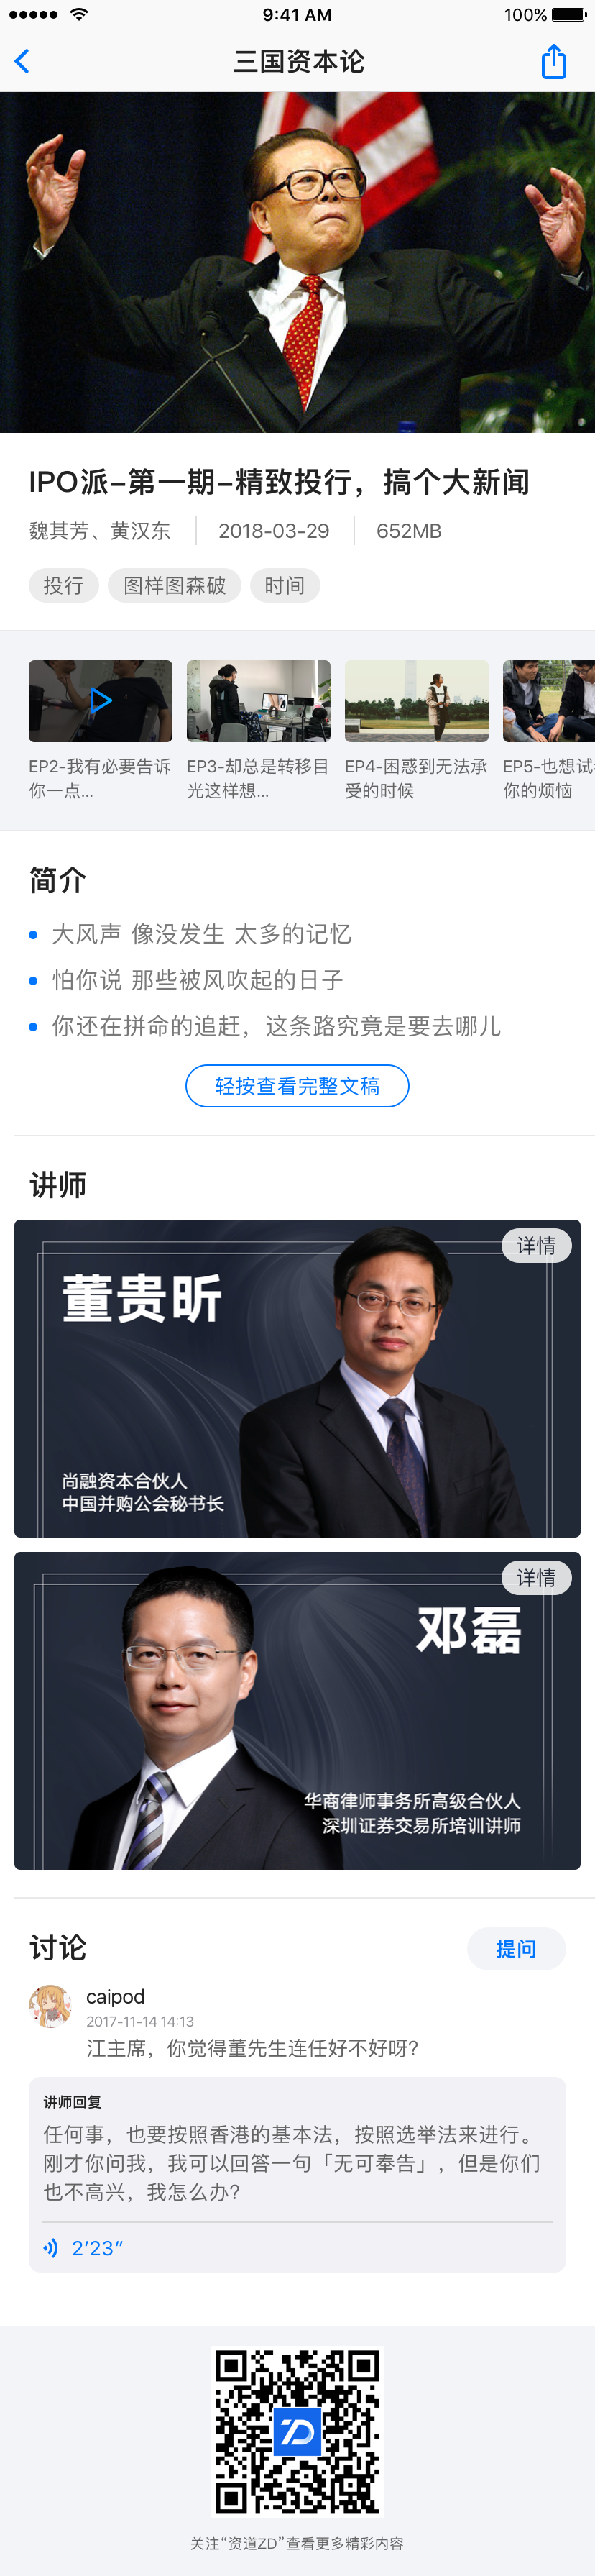 9:41 AM
100%
三国资本论
IPO派-第一期-精致投行，搞个大新闻
魏其芳、黄汉东
2018-03-29
652MB
投行
图样图森破
时间
EP2-我有必要告诉
你一点...
EP3-却总是转移目
光这样想...
EP4-困惑到无法承
受的时候
EP5-也想试
你的烦恼
简介
大风声 像没发生 太多的记忆
怕你说 那些被风吹起的日子
你还在拼命的追赶，这条路究竟是要去哪儿
轻按查看完整文稿
讲师
详情
董贵昕
尚融资本合伙人
中国并购公会秘书长
详情
邓磊
华商律师事务所高级合伙人
深圳证券交易所培训讲师
讨论
提问
caipod
2017-11-14 14:13
江主席，你觉得董先生连任好不好呀?
讲师回复
任何事，也要按照香港的基本法，按照选举法来进行。
刚才你问我，我可以回答一句「无可奉告」，但是你们
也不高兴，我怎么办?
2‘23”
ZD
关注“资道ZD”查看更多精彩内容